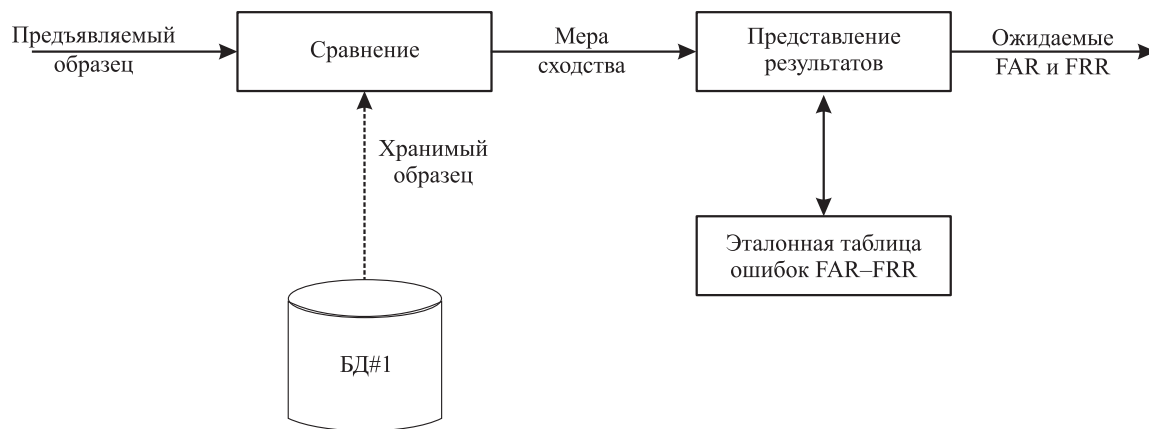 Предъявляемый
образец
Сравнение
Мера
сходства
Представление
результатов
Ожидаемые
FAR и FRR
Хранимый
образец
Эталонная таблица
ошибок FAR–FRR
БД#1